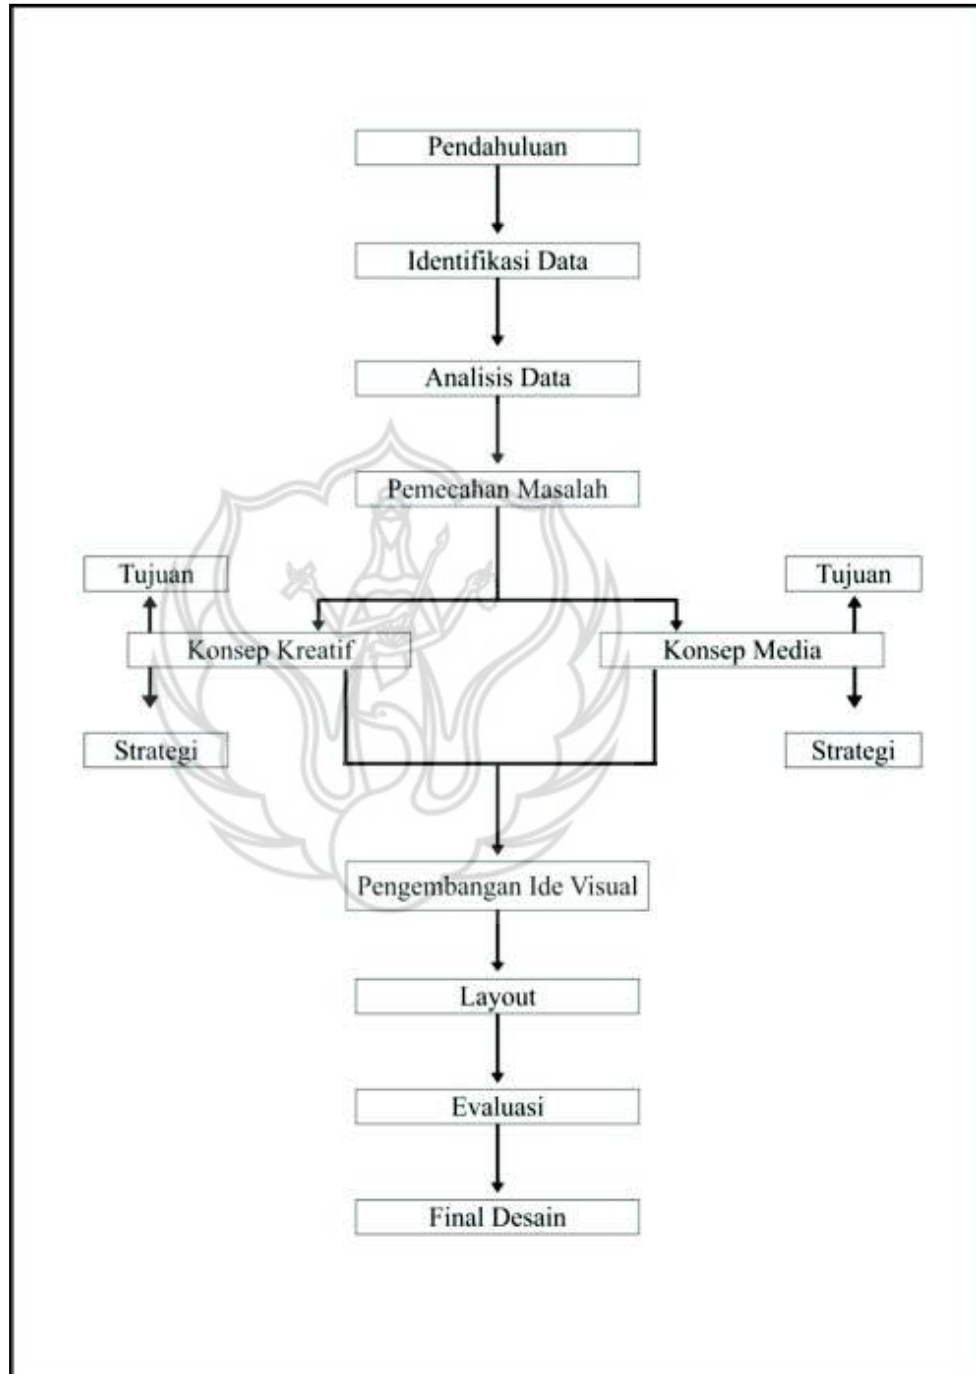 Pendahuluan
Identifikasi Data
Analisis Data
Pemecahan Masalah
Tujuan
Tujuan
Konsep Kreatif
Konsep Media
Strategi
Strategi
Pengembangan Ide Visual
Layout
Evaluasi
Final Desain